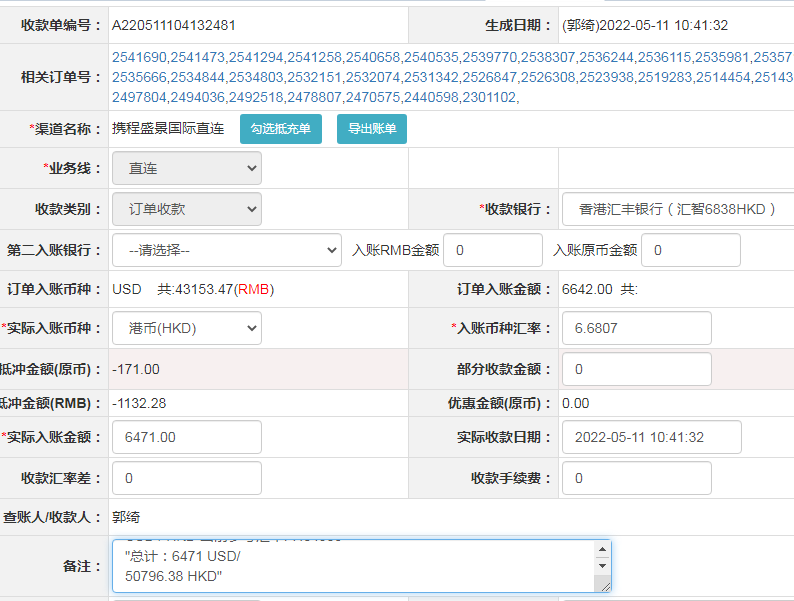 收款单编号： A220511104132481 生成日期： (郭绮)2022-05-11 10:41:32
2541690,2541473,2541294,2541258,2540658,2540535,2539770,2538307,2536244,2536115,2535981,25357
相关订单号： 2535666,2534844,2534803,2532151,2532074,2531342,2526847,2526308,2523938,2519283,2514454,25143
2497804,2494036,2492518,2478807,2470575,2440598,2301102,
*渠道名称： 携程盛景国际直连 勾选抵充单 导出账单
*业务线： 直连
收款类别： 订单收款 *收款银行： 香港汇丰银行（汇智6838HKD）
第二入账银行： --请选择-- 入账RMB金额 0 入账原币金额 0
订单入账币种： USD 共:43153.47(RMB) 订单入账金额： 6642.00 共:
*实际入账币种： 港币(HKD) *入账币种汇率： 6.6807
抵冲金额(原币)： -171.00 部分收款金额： 0
抵冲金额(RMB)： -1132.28 优惠金额(原币)： 0.00
*实际入账金额： 6471.00 实际收款日期： 2022-05-11 10:41:32
收款汇率差： 0 收款手续费： 0
查账人/收款人： 郭绮
备注： "总计：6471 USD/
50796.38 HKD"